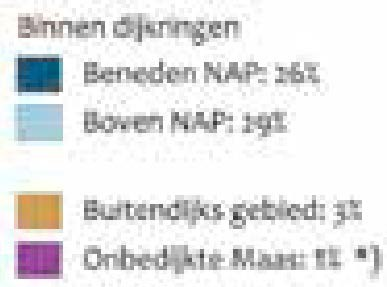 Binnen dijkringen
Beneden NAP: 26%
Boven NAP: 29%
Buitendijks gebied: 3%
Onbedijkte Maas: 1% *)